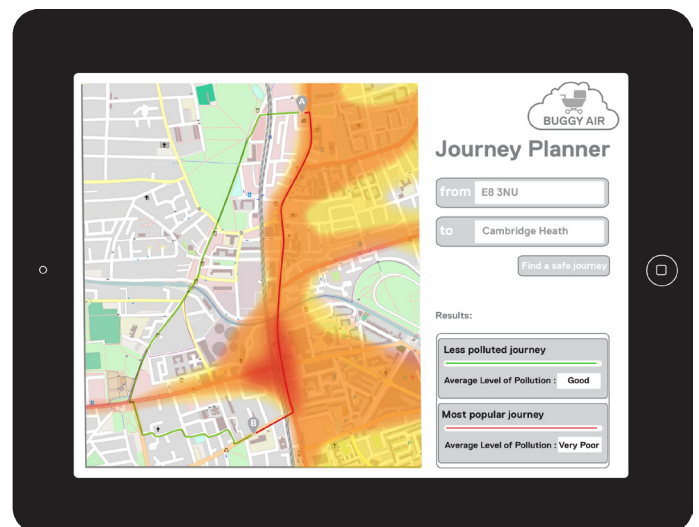 A
B
BUGGY AIR
Journey Planner
from E8 3NU
to Cambridge Heath
Find a safe journey
Results:
Less polluted journey
Average Level of Pollution : Good
Most popular journey
Average Level of Pollution : Very Poor